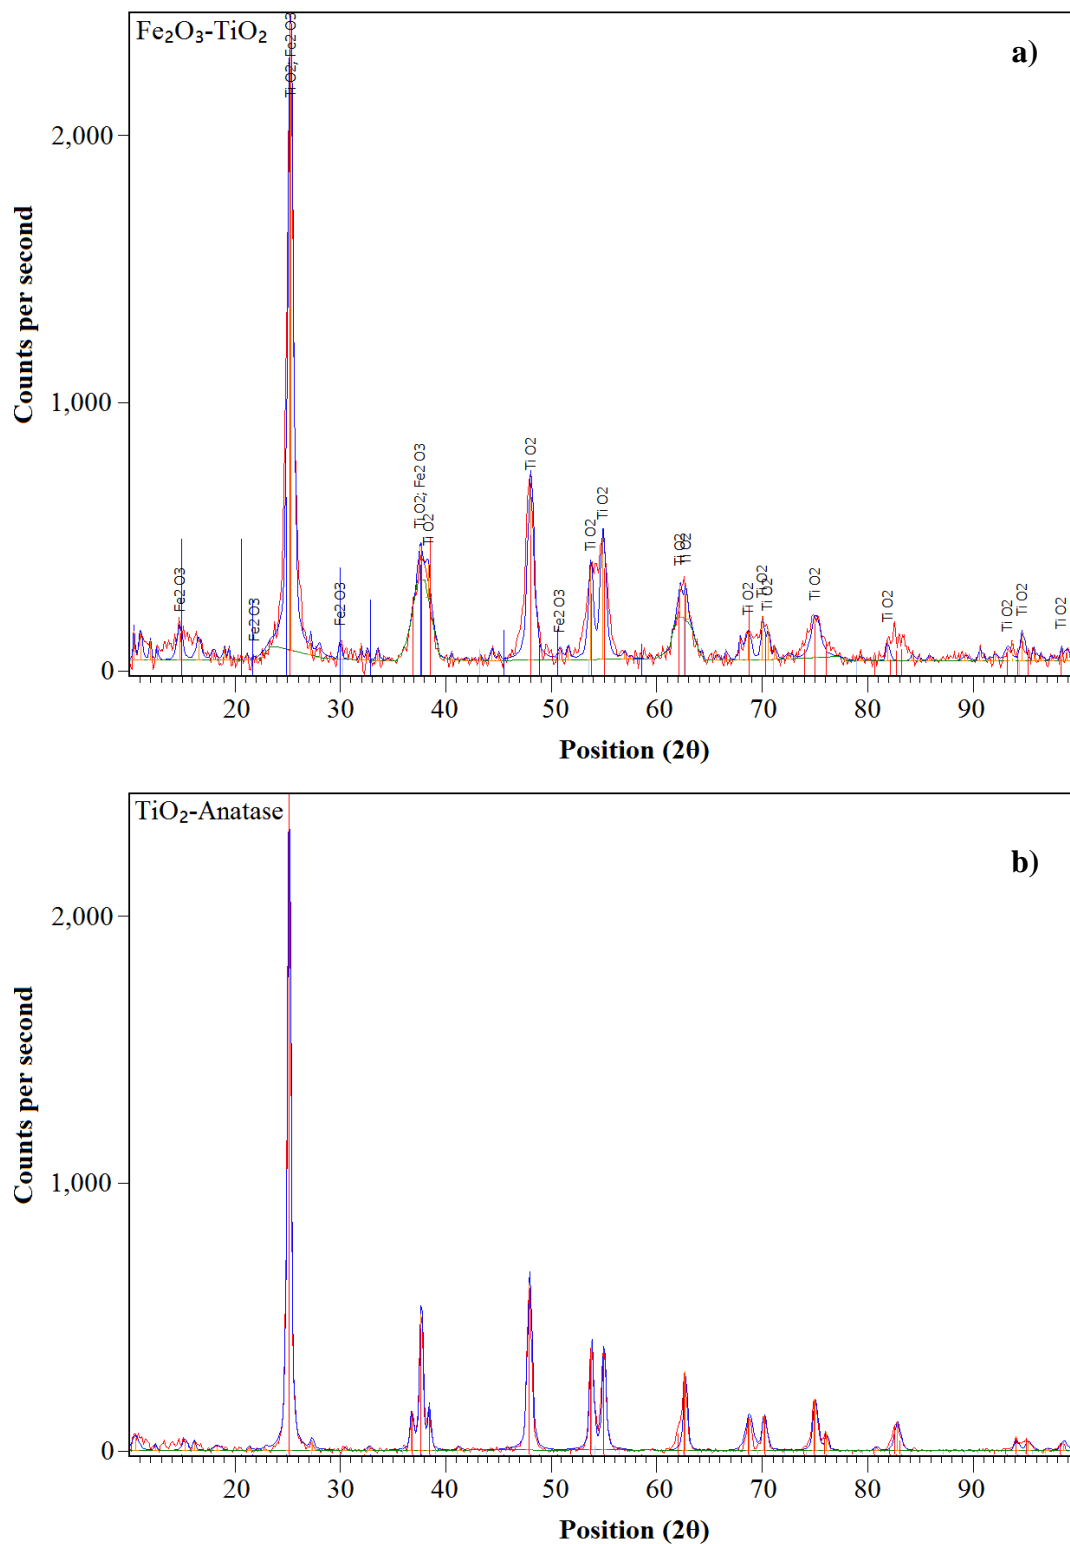 Fe₂O₃-TiO₂
a)
Ti O2; Fe2 O3
2,000
1,000
0
Counts per second
Fe2 O3
Fe2 O3
Fe2 O3
Ti O2; Fe2 O3
Ti O2
Ti O2
Fe2 O3
Ti O2
Ti O2
Ti O2
Ti O2
Ti O2
Ti O2
Ti O2
Ti O2
Ti O2
Ti O2
Ti O2
Ti O2
20 30 40 50 60 70 80 90
Position (2θ)
TiO₂-Anatase
b)
2,000
1,000
0
Counts per second
20 30 40 50 60 70 80 90
Position (2θ)